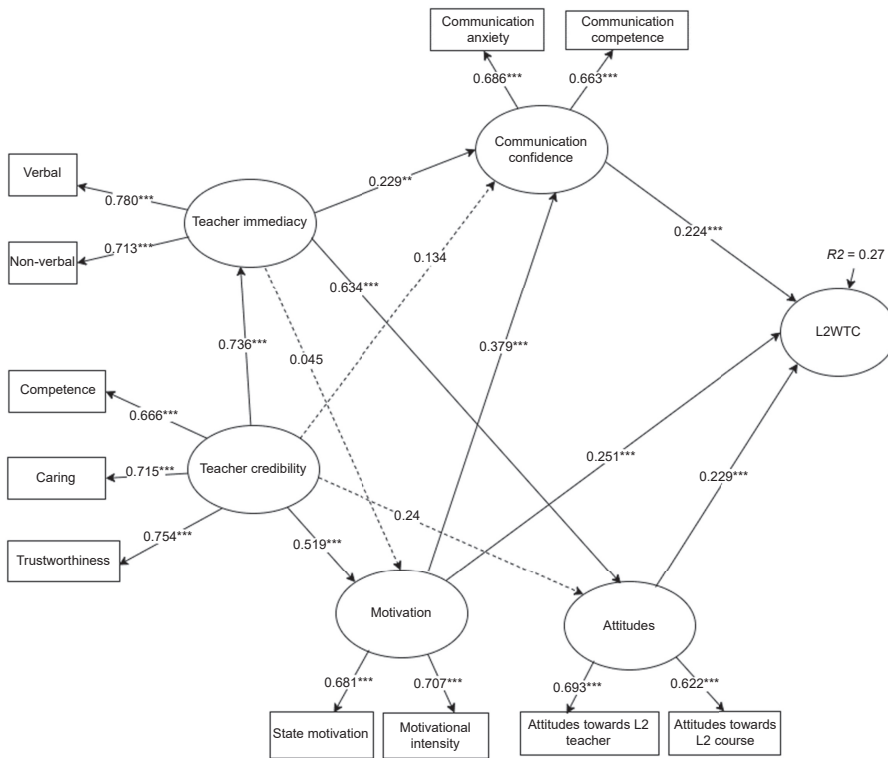 Communication
anxiety
Communication
competence
0.686***
0.663***
Communication
confidence
Verbal
0.780***
Teacher immediacy
0.229**
Non-verbal
0.713***
0.224***
0.134
R2 = 0.27
0.634***
L2WTC
0.736***
0.045
0.379***
Competence
0.666***
Teacher credibility
Caring
0.715***
0.251***
0.229***
0.24
Trustworthiness
0.754***
0.519***
Motivation
Attitudes
0.681***
0.707***
0.693***
0.622***
State motivation
Motivational
intensity
Attitudes towards L2
teacher
Attitudes towards
L2 course